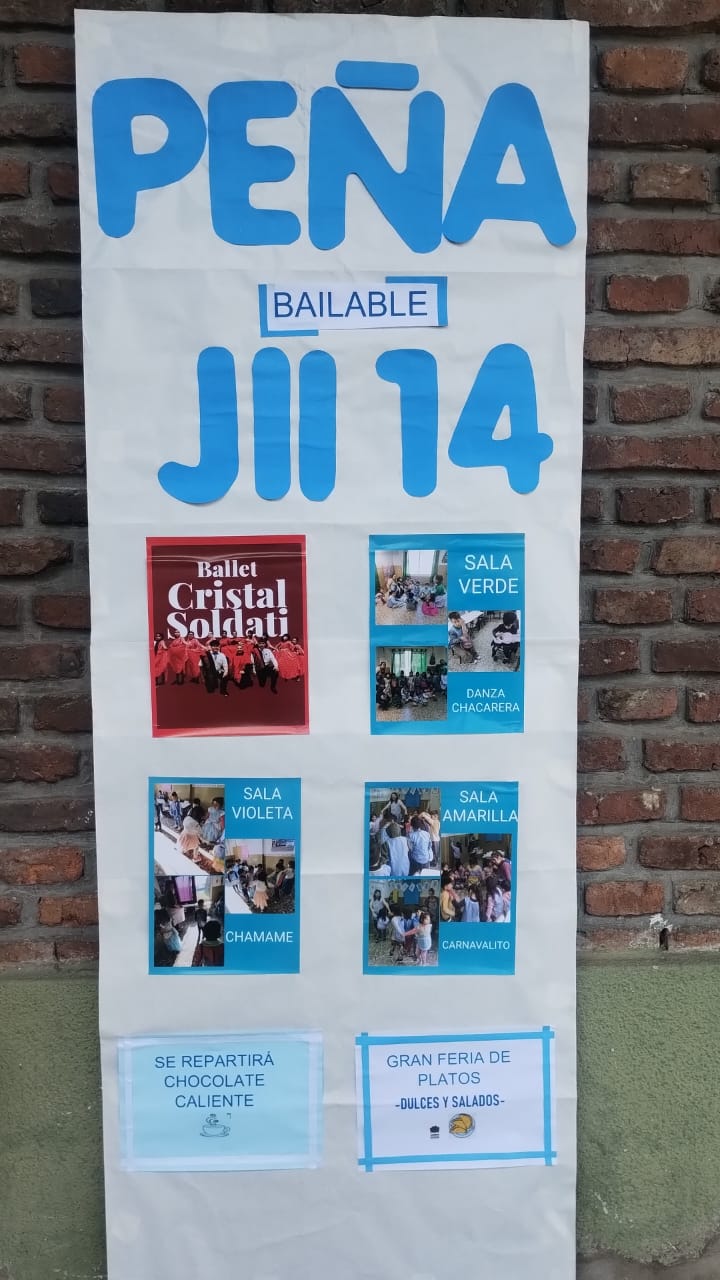 PEÑA
BAILABLE
JII 14
Ballet
Cristal
Soldati
SALA
VERDE
DANZA
CHACARERA
SALA
VIOLETA
CHAMAME
SALA
AMARILLA
CARNAVALITO
SE REPARTIRÁ
CHOCOLATE
CALIENTE
GRAN FERIA DE
PLATOS
-DULCES Y SALADOS-